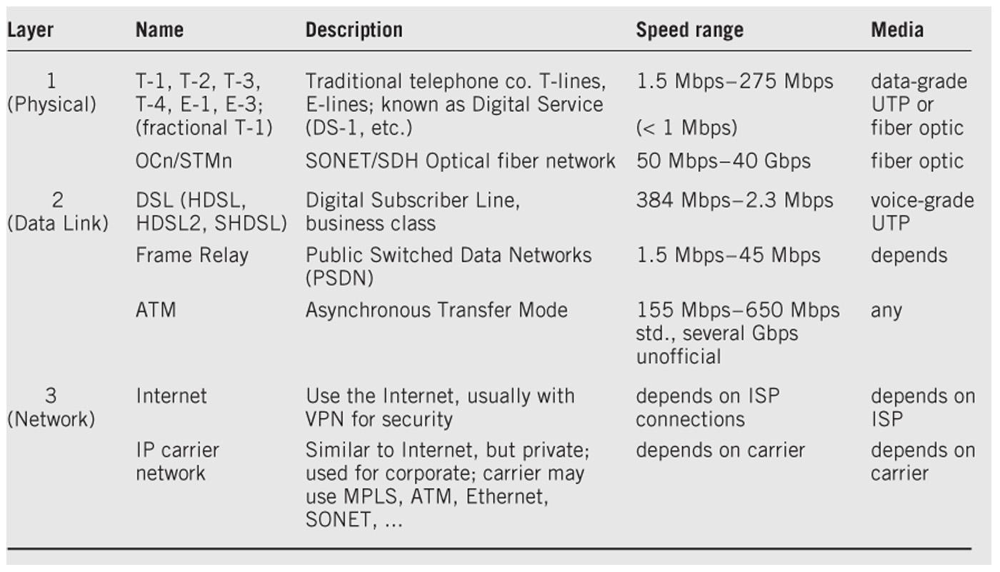 Layer Name Description Speed range Media
1 T-1, T-2, T-3, Traditional telephone co. T-lines, 1.5 Mbps–275 Mbps data-grade
(Physical) T-4, E-1, E-3; E-lines; known as Digital Service UTP or
(fractional T-1) (DS-1, etc.) (< 1 Mbps) fiber optic
OCn/STMn SONET/SDH Optical fiber network 50 Mbps–40 Gbps fiber optic
2 DSL (HDSL, Digital Subscriber Line, 384 Mbps–2.3 Mbps voice-grade
(Data Link) HDSL2, SHDSL) business class UTP
Frame Relay Public Switched Data Networks 1.5 Mbps–45 Mbps depends
(PSDN)
ATM Asynchronous Transfer Mode 155 Mbps–650 Mbps any
std., several Gbps
unofficial
3 Internet Use the Internet, usually with depends on ISP depends on
(Network) VPN for security connections ISP
IP carrier Similar to Internet, but private; depends on carrier depends on
network used for corporate; carrier may carrier
use MPLS, ATM, Ethernet,
SONET, ...